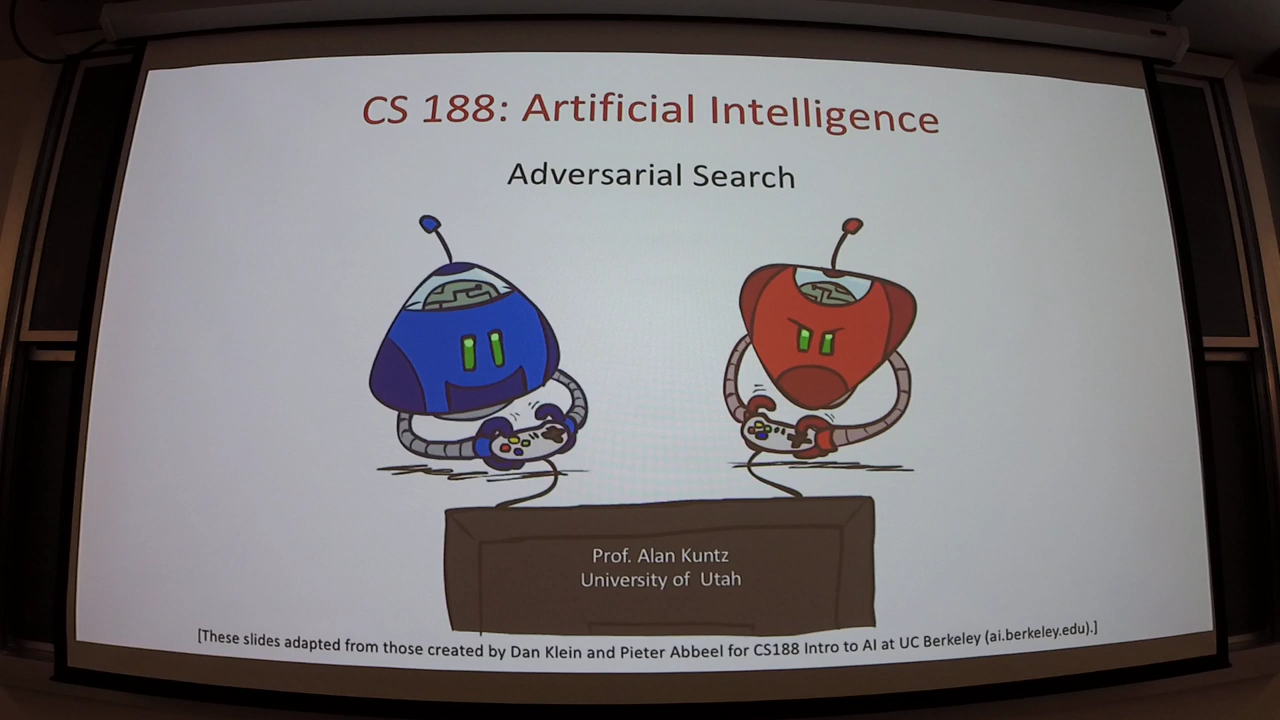 CS 188: Artificial Intelligence
Adversarial Search
Prof. Alan Kuntz
University of Utah
[These slides adapted from those created by Dan Klein and Pieter Abbeel for CS188 Intro to AI at UC Berkeley (ai.berkeley.edu).]